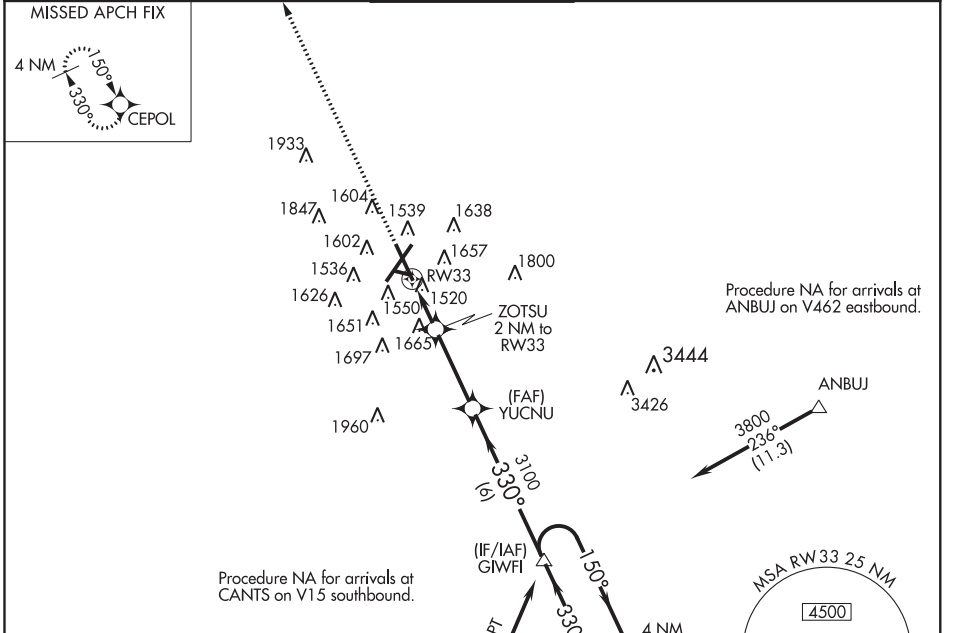 MISSED APCH FIX
4 NM
150°
330°
CEPOL
1933
1604
1847
1539
1638
1602
1657
1800
1536
RW33
1626
1550
1520
1651
ZOTSU
2 NM to
RW33
1665
1697
Procedure NA for arrivals at
ANBUJ on V462 eastbound.
3444
3426
ANBUJ
3800
236°
(11.3)
(FAF)
YUCNU
1960
3100
330°
(6)
(IF/IAF)
GIWFI
150°
330°
4 NM
Procedure NA for arrivals at
CANTS on V15 southbound.
MSA RW33 25 NM
4500